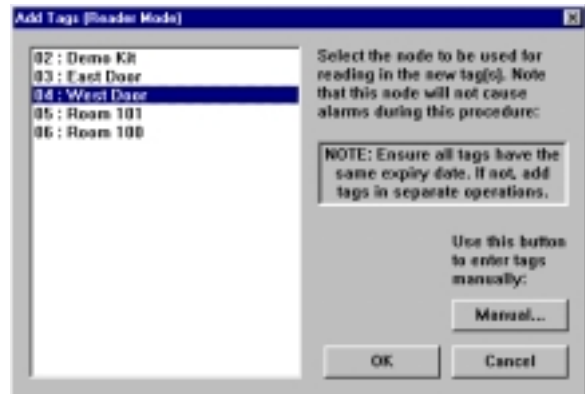 Add Tags (Reader Mode)
02 : Demo Kit
03 : East Door
04 : West Door
05 : Room 101
06 : Room 100
Select the node to be used for
reading in the new tag(s). Note
that this node will not cause
alarms during this procedure:
NOTE: Ensure all tags have the
same expiry date. If not, add
tags in separate operations.
Use this button
to enter tags
manually:
Manual...
OK
Cancel